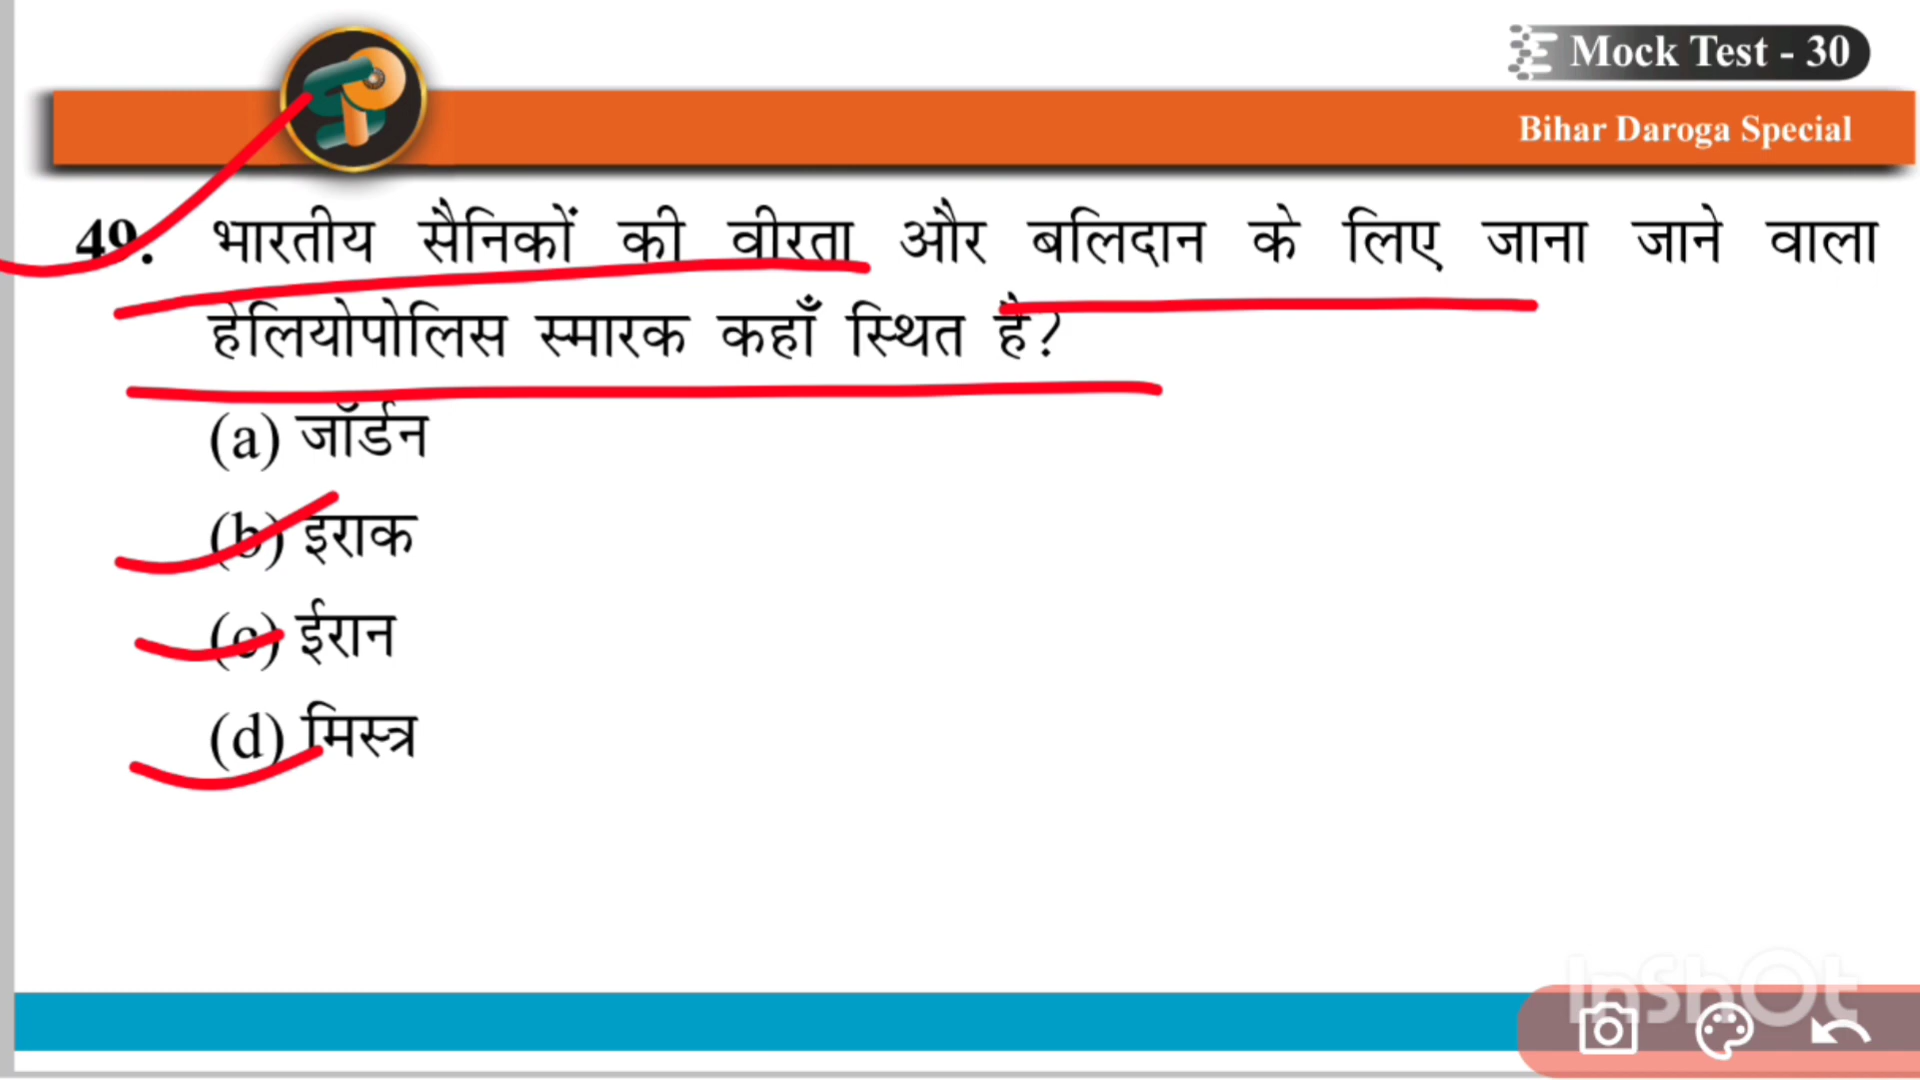 Mock Test - 30
Bihar Daroga Special
49. भारतीय सैनिकों की वीरता और बलिदान के लिए जाना जाने वाला
हेलियोपोलिस स्मारक कहाँ स्थित है?
(a) जॉर्डन
(b) इराक
(c) ईरान
(d) मिस्त्र
InShOt